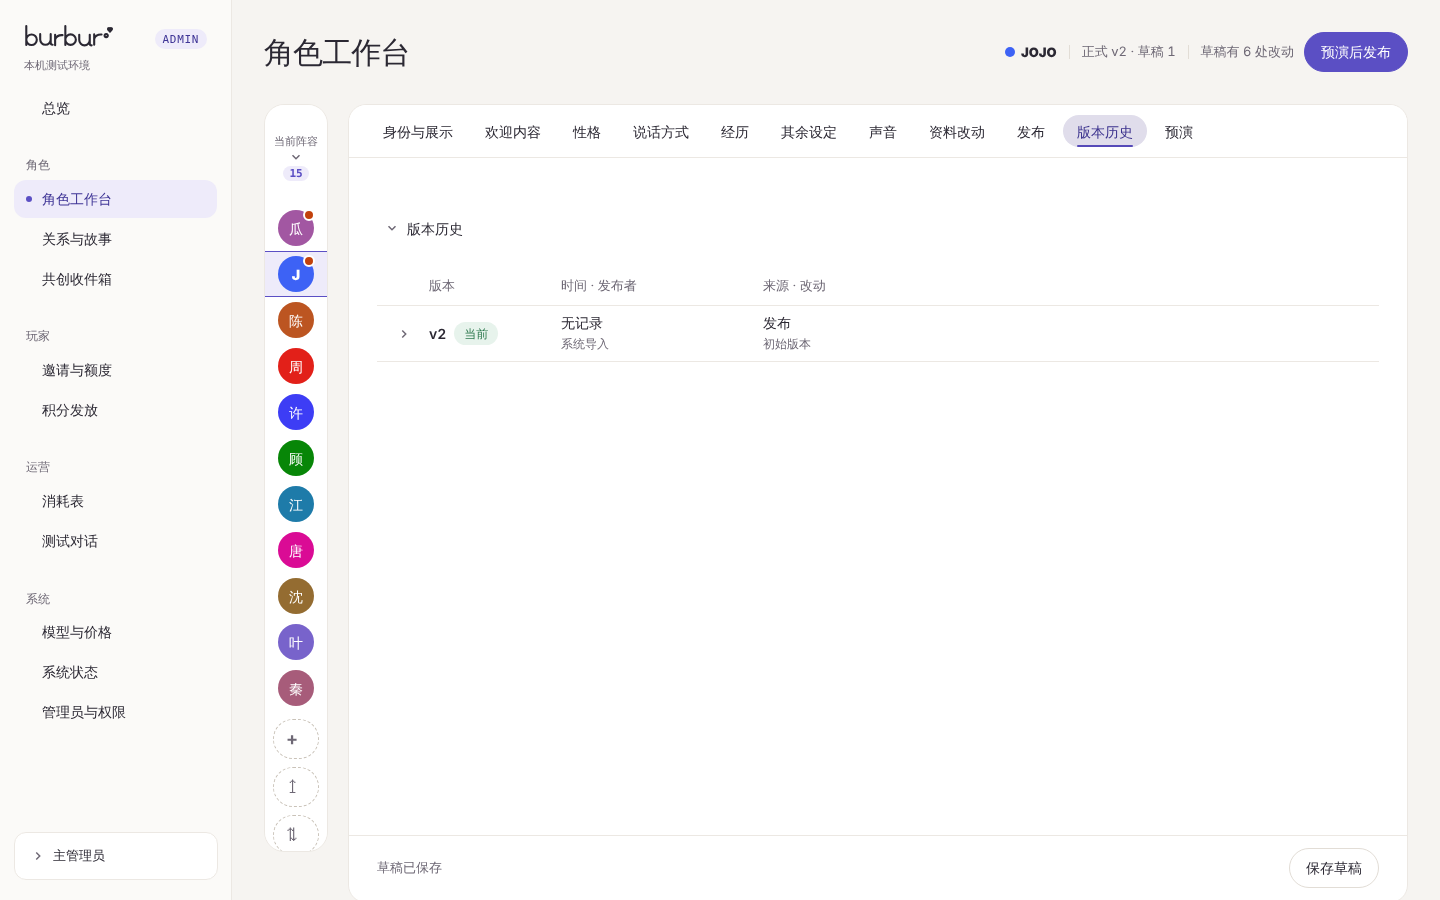 burbur
ADMIN
本机测试环境
总览
角色
角色工作台
关系与故事
共创收件箱
玩家
邀请与额度
积分发放
运营
消耗表
测试对话
系统
模型与价格
系统状态
管理员与权限
主管理员
角色工作台
JOJO
正式 v2 · 草稿 1
草稿有 6 处改动
预演后发布
当前阵容
15
瓜
J
陈
周
许
顾
江
唐
沈
叶
秦
身份与展示 欢迎内容 性格 说话方式 经历 其余设定 声音 资料改动 发布 版本历史 预演
版本历史
版本 时间 · 发布者 来源 · 改动
v2 当前 无记录 发布
系统导入 初始版本
草稿已保存
保存草稿